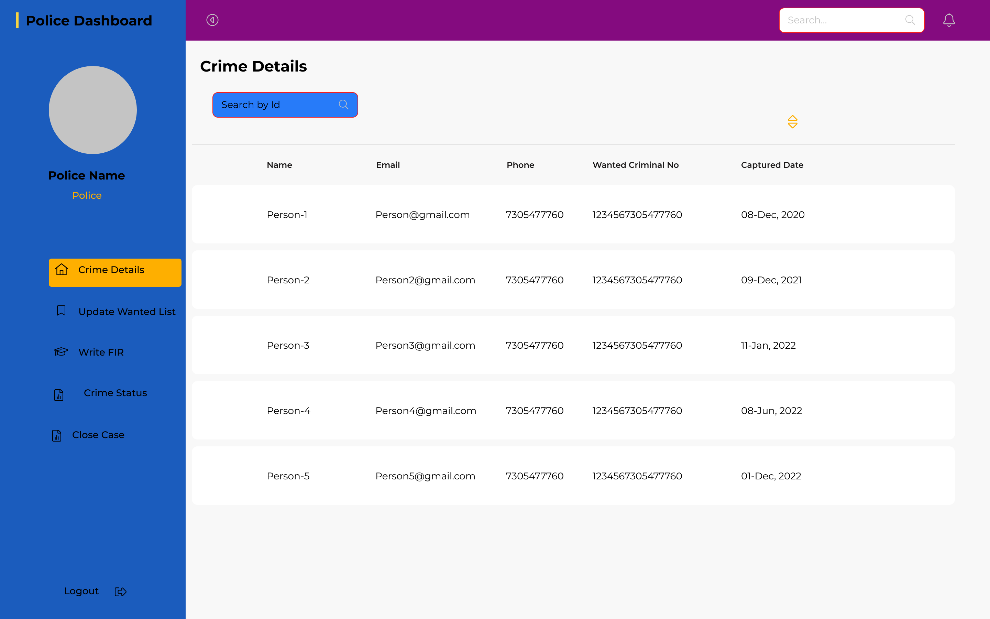 Police Dashboard
Search...
Police Name
Police
Crime Details
Update Wanted List
Write FIR
Crime Status
Close Case
Logout
Crime Details
Search by Id
Name Email Phone Wanted Criminal No Captured Date
Person-1 Person@gmail.com 7305477760 1234567305477760 08-Dec, 2020
Person-2 Person2@gmail.com 7305477760 1234567305477760 09-Dec, 2021
Person-3 Person3@gmail.com 7305477760 1234567305477760 11-Jan, 2022
Person-4 Person4@gmail.com 7305477760 1234567305477760 08-Jun, 2022
Person-5 Person5@gmail.com 7305477760 1234567305477760 01-Dec, 2022